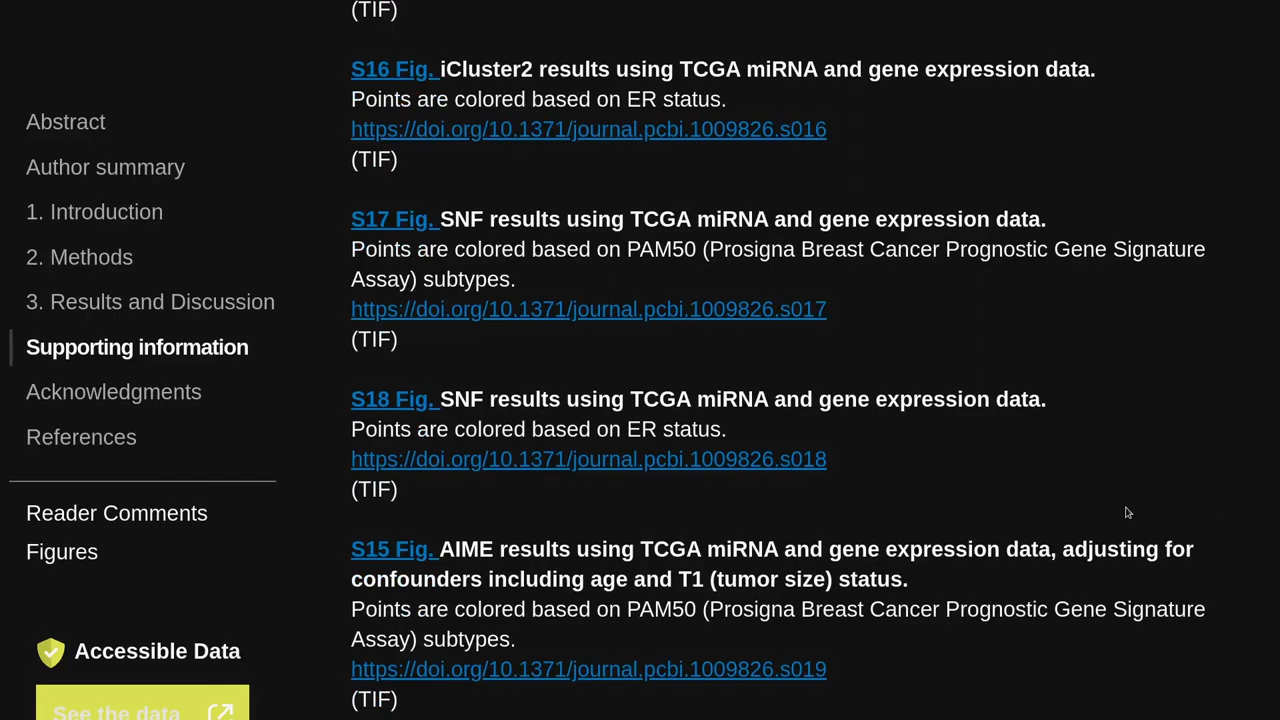 (TIF)
S16 Fig. iCluster2 results using TCGA miRNA and gene expression data.
Points are colored based on ER status.
https://doi.org/10.1371/journal.pcbi.1009826.s016
(TIF)
S17 Fig. SNF results using TCGA miRNA and gene expression data.
Points are colored based on PAM50 (Prosigna Breast Cancer Prognostic Gene Signature
Assay) subtypes.
https://doi.org/10.1371/journal.pcbi.1009826.s017
(TIF)
S18 Fig. SNF results using TCGA miRNA and gene expression data.
Points are colored based on ER status.
https://doi.org/10.1371/journal.pcbi.1009826.s018
(TIF)
S15 Fig. AIME results using TCGA miRNA and gene expression data, adjusting for
confounders including age and T1 (tumor size) status.
Points are colored based on PAM50 (Prosigna Breast Cancer Prognostic Gene Signature
Assay) subtypes.
https://doi.org/10.1371/journal.pcbi.1009826.s019
(TIF)
Abstract
Author summary
1. Introduction
2. Methods
3. Results and Discussion
Supporting information
Acknowledgments
References
Reader Comments
Figures
Accessible Data
See the data